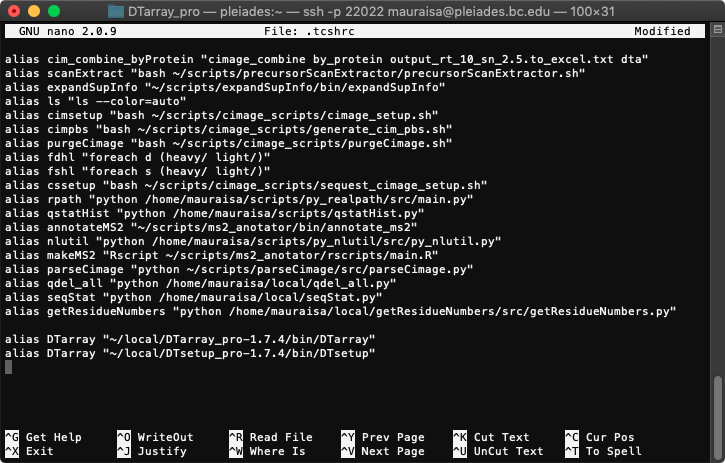 DTarray_pro — pleiades:~ — ssh -p 22022 mauraisa@pleiades.bc.edu — 100×31
GNU nano 2.0.9 File: .tcshrc Modified
alias cim_combine_byProtein "cimage_combine by_protein output_rt_10_sn_2.5.to_excel.txt dta"
alias scanExtract "bash ~/scripts/precursorScanExtractor/precursorScanExtractor.sh"
alias expandSupInfo "~/scripts/expandSupInfo/bin/expandSupInfo"
alias ls "ls --color=auto"
alias cimsetup "bash ~/scripts/cimage_scripts/cimage_setup.sh"
alias cimpbs "bash ~/scripts/cimage_scripts/generate_cim_pbs.sh"
alias purgeCimage "bash ~/scripts/cimage_scripts/purgeCimage.sh"
alias fdhl "foreach d (heavy/ light/)"
alias fshl "foreach s (heavy/ light/)"
alias cssetup "bash ~/scripts/cimage_scripts/sequest_cimage_setup.sh"
alias rpath "python /home/mauraisa/scripts/py_realpath/src/main.py"
alias qstatHist "python /home/mauraisa/scripts/qstatHist.py"
alias annotateMS2 "~/scripts/ms2_anotator/bin/annotate_ms2"
alias nlutil "python /home/mauraisa/scripts/py_nlutil/src/py_nlutil.py"
alias makeMS2 "Rscript ~/scripts/ms2_anotator/rscripts/main.R"
alias parseCimage "python ~/scripts/parseCimage/src/parseCimage.py"
alias qdel_all "python /home/mauraisa/local/qdel_all.py"
alias seqStat "python /home/mauraisa/local/seqStat.py"
alias getResidueNumbers "python /home/mauraisa/local/getResidueNumbers/src/getResidueNumbers.py"
alias DTarray "~/local/DTarray_pro-1.7.4/bin/DTarray"
alias DTarray "~/local/DTsetup_pro-1.7.4/bin/DTsetup"
^G Get Help ^O WriteOut ^R Read File ^Y Prev Page ^K Cut Text ^C Cur Pos
^X Exit ^J Justify ^W Where Is ^V Next Page ^U UnCut Text ^T To Spell